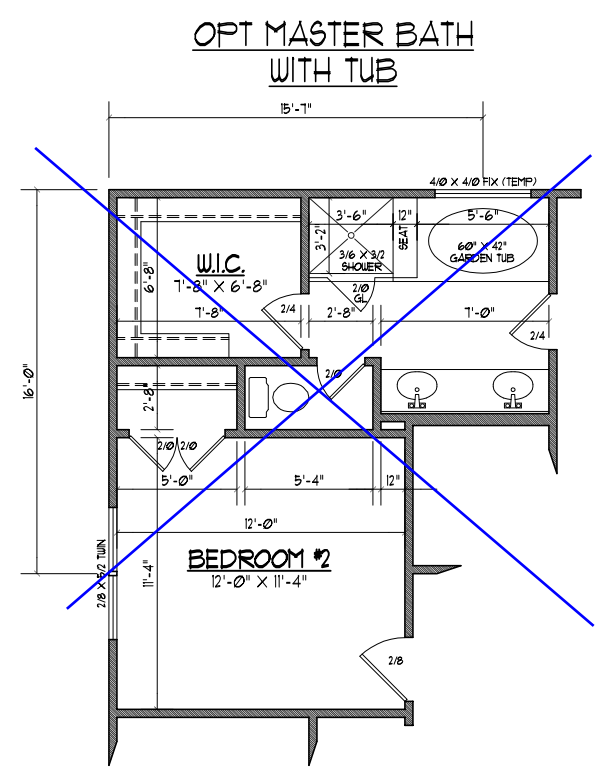 OPT MASTER BATH
WITH TUB
15'-7"
4/0 X 4/0 FIX (TEMP)
3'-6"
12"
5'-6"
3'-2"
SEAT
60" X 42"
GARDEN TUB
3/6 X 3/2
SHOWER
W.I.C.
7'-8" X 6'-8"
6'-8"
2/0
GL
7'-8"
2/4
2'-8"
7'-0"
2/4
16'-0"
2/0
2'-8"
2/0
2/0
5'-0"
5'-4"
12"
12'-0"
2/8 X 5/2 TWIN
11'-4"
BEDROOM #2
12'-0" X 11'-4"
2/8